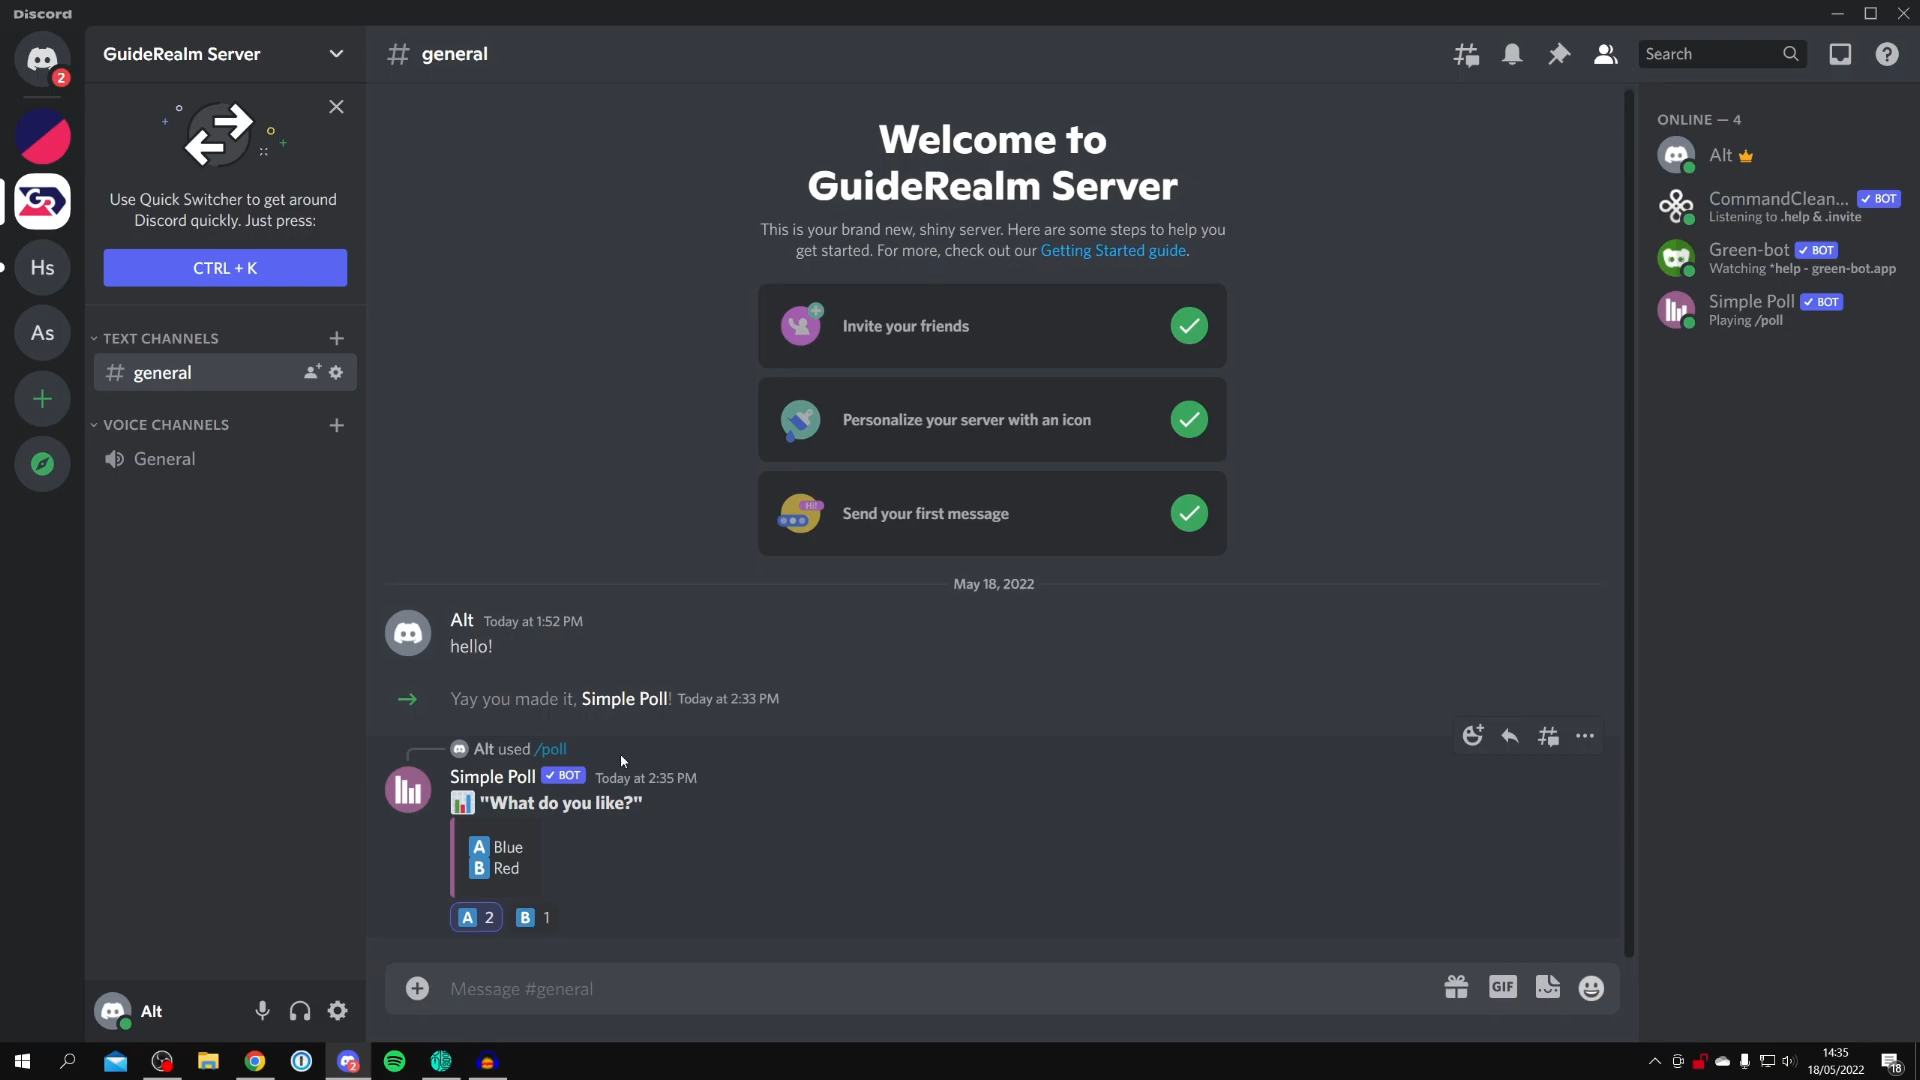 Discord
2
GuideRealm Server
general
Search
Use Quick Switcher to get around
Discord quickly. Just press:
CTRL + K
GR
Hs
As
TEXT CHANNELS
general
VOICE CHANNELS
General
Welcome to
GuideRealm Server
This is your brand new, shiny server. Here are some steps to help you
get started. For more, check out our Getting Started guide.
Invite your friends
Personalize your server with an icon
HI!
Send your first message
May 18, 2022
Alt Today at 1:52 PM
hello!
Yay you made it, Simple Poll! Today at 2:33 PM
Alt used /poll
Simple Poll BOT Today at 2:35 PM
"What do you like?"
A Blue
B Red
A 2 B 1
Message #general
GIF
ONLINE — 4
Alt
CommandClean... BOT
Listening to .help & .invite
Green-bot BOT
Watching *help - green-bot.app
Simple Poll BOT
Playing /poll
Alt
2
14:35
18/05/2022
18